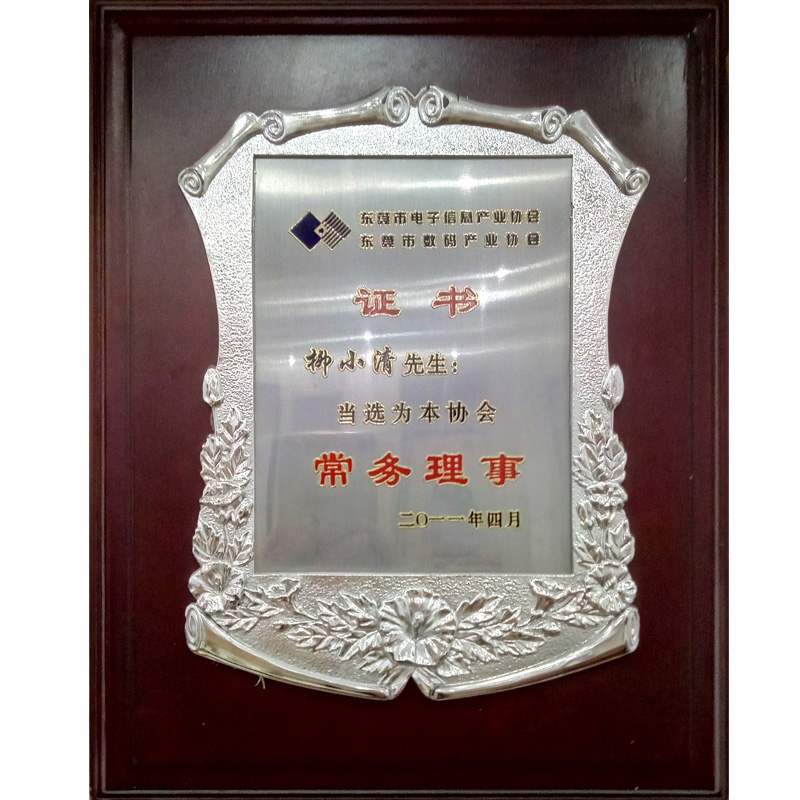 东莞市电子信息产业协会
东莞市数码产业协会
证书
柳小清先生：
当选为本协会
常务理事
二〇一一年四月